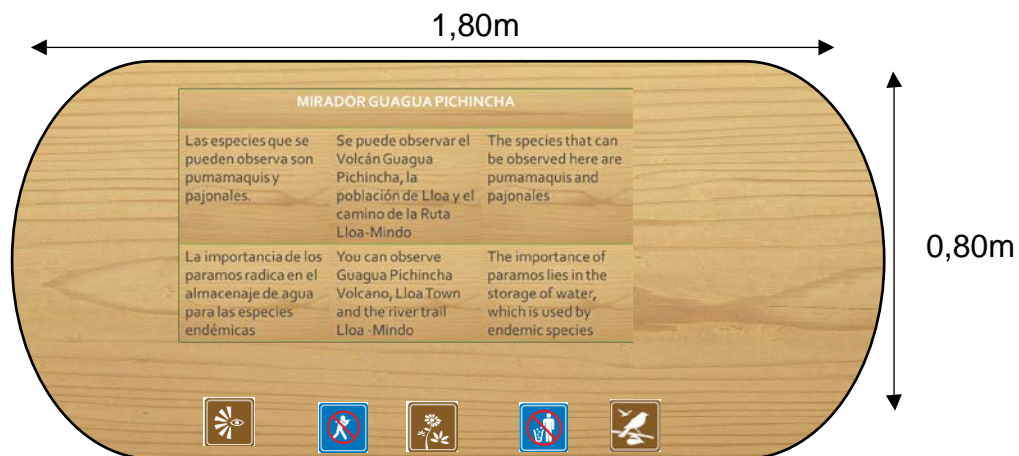 1,80m
MIRADOR GUAGUA PICHINCHA
Las especies que se
pueden observa son
pumamaquis y
pajonales.
Se puede observar el
Volcán Guagua
Pichincha, la
población de Lloa y el
camino de la Ruta
Lloa-Mindo
The species that can
be observed here are
pumamaquis and
pajonales
La importancia de los
paramos radica en el
almacenaje de agua
para las especies
endémicas
You can observe
Guagua Pichincha
Volcano, Lloa Town
and the river trail
Lloa -Mindo
The importance of
paramos lies in the
storage of water,
which is used by
endemic species
0,80m